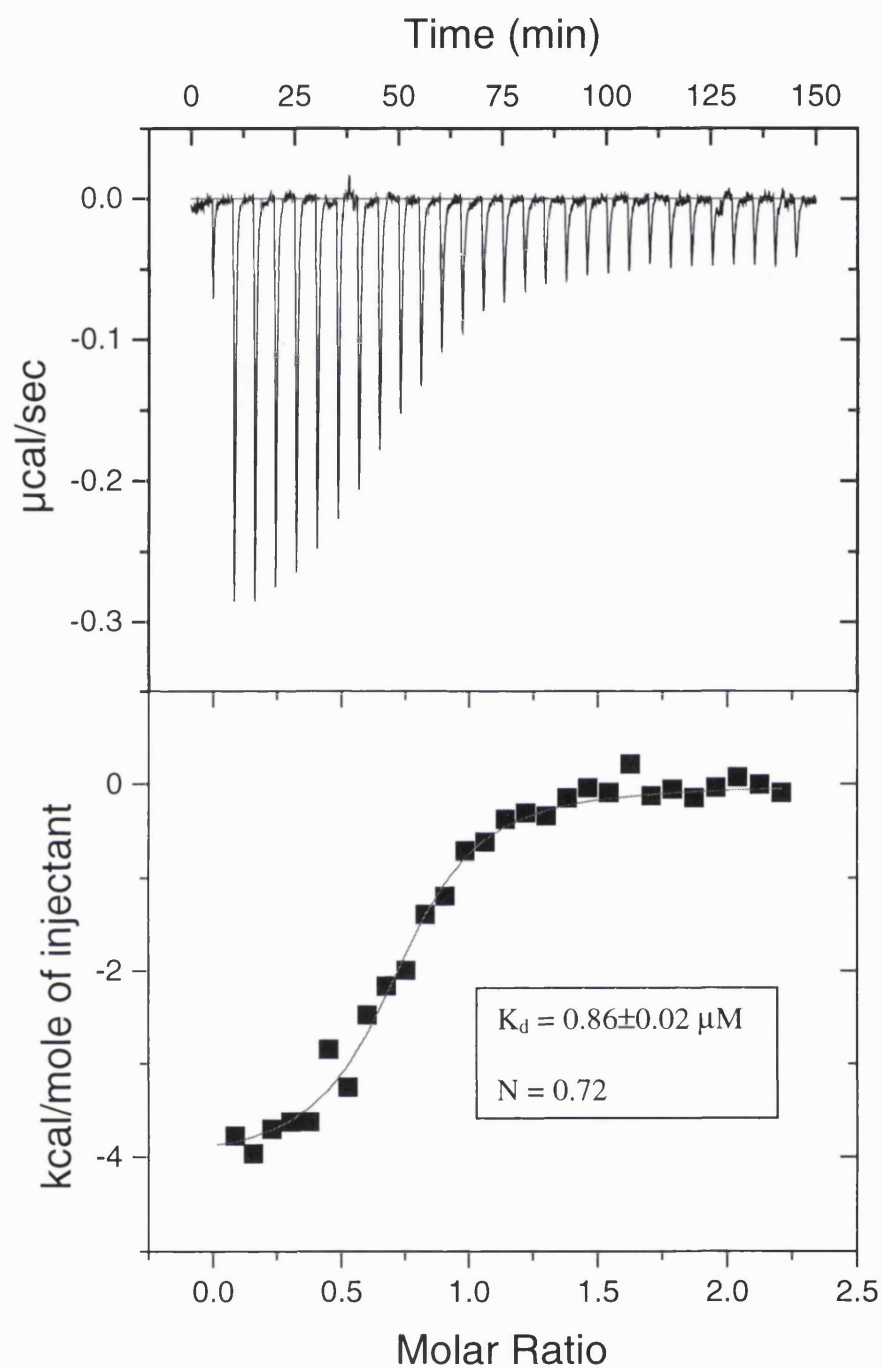 Time (min)
0 25 50 75 100 125 150
0.0
-0.1
-0.2
-0.3
µcal/sec
0
-2
-4
kcal/mole of injectant
K_d = 0.86±0.02 µM
N = 0.72
0.0 0.5 1.0 1.5 2.0 2.5
Molar Ratio